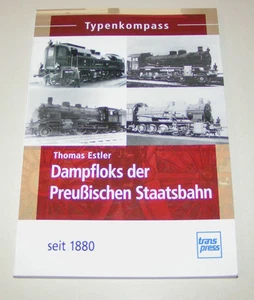 Typenkompass
Thomas Estler
Dampfloks der
Preußischen Staatsbahn
seit 1880
trans
press